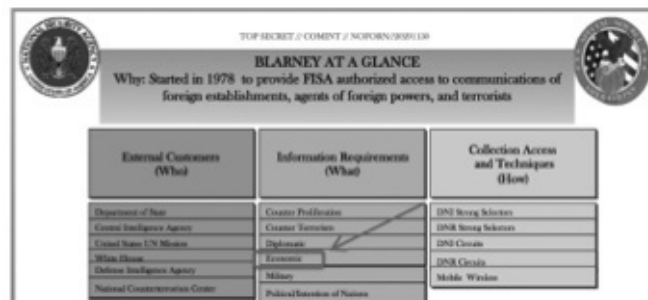 TOP SECRET // COMINT // NOFORN//20291130
BLARNEY AT A GLANCE
Why: Started in 1978 to provide FISA authorized access to communications of
foreign establishments, agents of foreign powers, and terrorists
External Customers
(Who)
Information Requirements
(What)
Collection Access
and Techniques
(How)
Department of State
Central Intelligence Agency
United States UN Mission
White House
Defense Intelligence Agency
National Counterterrorism Center
Counter Proliferation
Counter Terrorism
Diplomatic
Economic
Military
Political/Intention of Nations
DNI Strong Selectors
DNR Strong Selectors
DNI Circuits
DNR Circuits
Mobile Wireless